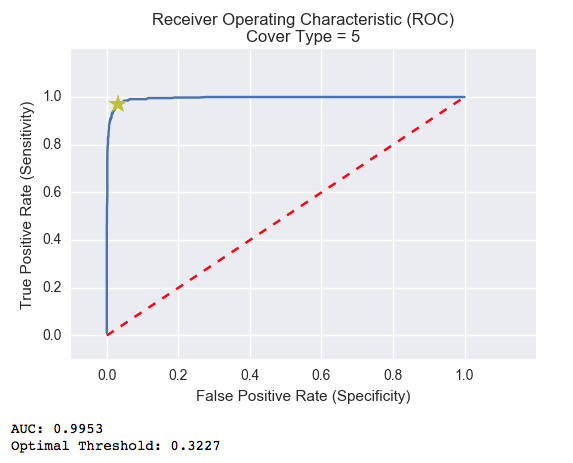 Receiver Operating Characteristic (ROC)
Cover Type = 5
True Positive Rate (Sensitivity)
1.0
0.8
0.6
0.4
0.2
0.0
0.0 0.2 0.4 0.6 0.8 1.0
False Positive Rate (Specificity)
AUC: 0.9953
Optimal Threshold: 0.3227